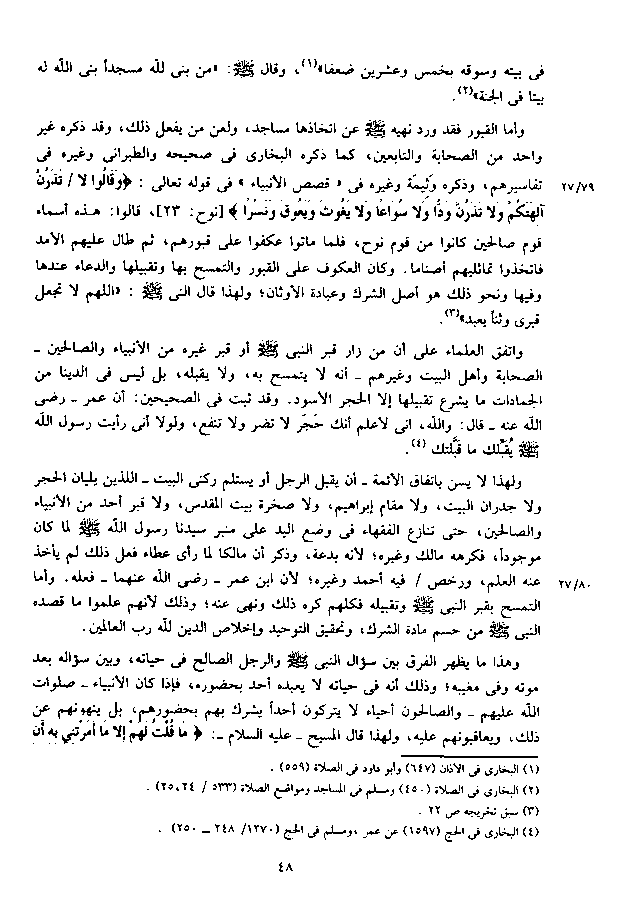 فى بيته وسوقه بخمس وعشرين ضعفا»(١)، وقال ﷺ: «من بنى لله مسجداً بنى الله له
بيتا فى الجنة»(٢).
وأما القبور فقد ورد نهيه ﷺ عن اتخاذها مساجد، ولعن من يفعل ذلك، وقد ذكره غير
واحد من الصحابة والتابعين، كما ذكره البخارى فى صحيحه والطبرانى وغيره فى
٢٧/٧٩ تفاسيرهم، وذكره وَثِيمَة وغيره فى « قصص الأنبياء » فى قوله تعالى : ﴿وَقَالُوا لا / تَذَرُنَّ
آلِهَتَكُمْ وَلا تَذَرُنَّ وَدًّا وَلا سُوَاعًا وَلا يَغُوثَ وَيَعُوقَ وَنَسْرًا ﴾ [نوح: ٢٣]، قالوا: هذه أسماء
قوم صالحين كانوا من قوم نوح، فلما ماتوا عكفوا على قبورهم، ثم طال عليهم الأمد
فاتخذوا تماثيلهم أصناما. وكان العكوف على القبور والتمسح بها وتقبيلها والدعاء عندها
وفيها ونحو ذلك هو أصل الشرك وعبادة الأوثان؛ ولهذا قال النبى ﷺ : «اللهم لا تجعل
قبرى وثناً يعبد»(٣).
واتفق العلماء على أن من زار قبر النبى ﷺ أو قبر غيره من الأنبياء والصالحين ـ
الصحابة وأهل البيت وغيرهم ـ أنه لا يتمسح به، ولا يقبله، بل ليس فى الدينا من
الجمادات ما يشرع تقبيلها إلا الحجر الأسود. وقد ثبت فى الصحيحين: أن عمر ـ رضى
الله عنه ـ قال: والله، انى لاعلم أنك حَجَر لا تضر ولا تنفع، ولولا أنى رأيت رسول الله
ﷺ يُقَبِّلك ما قَبَّلتك (٤).
ولهذا لا يسن باتفاق الأئمة ـ أن يقبل الرجل أو يستلم ركنى البيت ـ اللذين يليان الحجر
ولا جدران البيت، ولا مقام إبراهيم، ولا صخرة بيت المقدس، ولا قبر أحد من الأنبياء
والصالحين، حتى تنازع الفقهاء فى وضع اليد على منبر سيدنا رسول الله ﷺ لما كان
موجوداً، فكرهه مالك وغيره؛ لأنه بدعة، وذكر أن مالكا لما رأى عطاء فعل ذلك لم يأخذ
٢٧/٨٠ عنه العلم، ورخص / فيه أحمد وغيره؛ لأن ابن عمر ـ رضى الله عنهما ـ فعله. وأما
التمسح بقبر النبى ﷺ وتقبيله فكلهم كره ذلك ونهى عنه؛ وذلك لأنهم علموا ما قصده
النبى ﷺ من حسم مادة الشرك، وتحقيق التوحيد وإخلاص الدين لله رب العالمين.
وهذا ما يظهر الفرق بين سؤال النبى ﷺ والرجل الصالح فى حياته، وبين سؤاله بعد
موته وفى مغيبه؛ وذلك أنه فى حياته لا يعبده أحد بحضوره، فإذا كان الأنبياء ـ صلوات
الله عليهم ـ والصالحون أحياء لا يتركون أحداً يشرك بهم بحضورهم، بل ينهونهم عن
ذلك، ويعاقبونهم عليه، ولهذا قال المسيح ـ عليه السلام ـ: ﴿ مَا قُلْتُ لَهُمْ إِلا مَا أَمَرْتَنِي بِهِ أَنِ
(١) البخارى فى الأذان (٦٤٧) وأبو داود فى الصلاة (٥٥٩) .
(٢) البخارى فى الصلاة (٤٥٠) ومسلم فى المساجد ومواضع الصلاة (٥٣٣ / ٢٤، ٢٥) .
(٣) سبق تخريجه ص ٢٢ .
(٤) البخارى فى الحج (١٥٩٧) عن عمر ،ومسلم فى الحج (١٢٧٠/ ٢٤٨ ـ ٢٥٠) .
٤٨